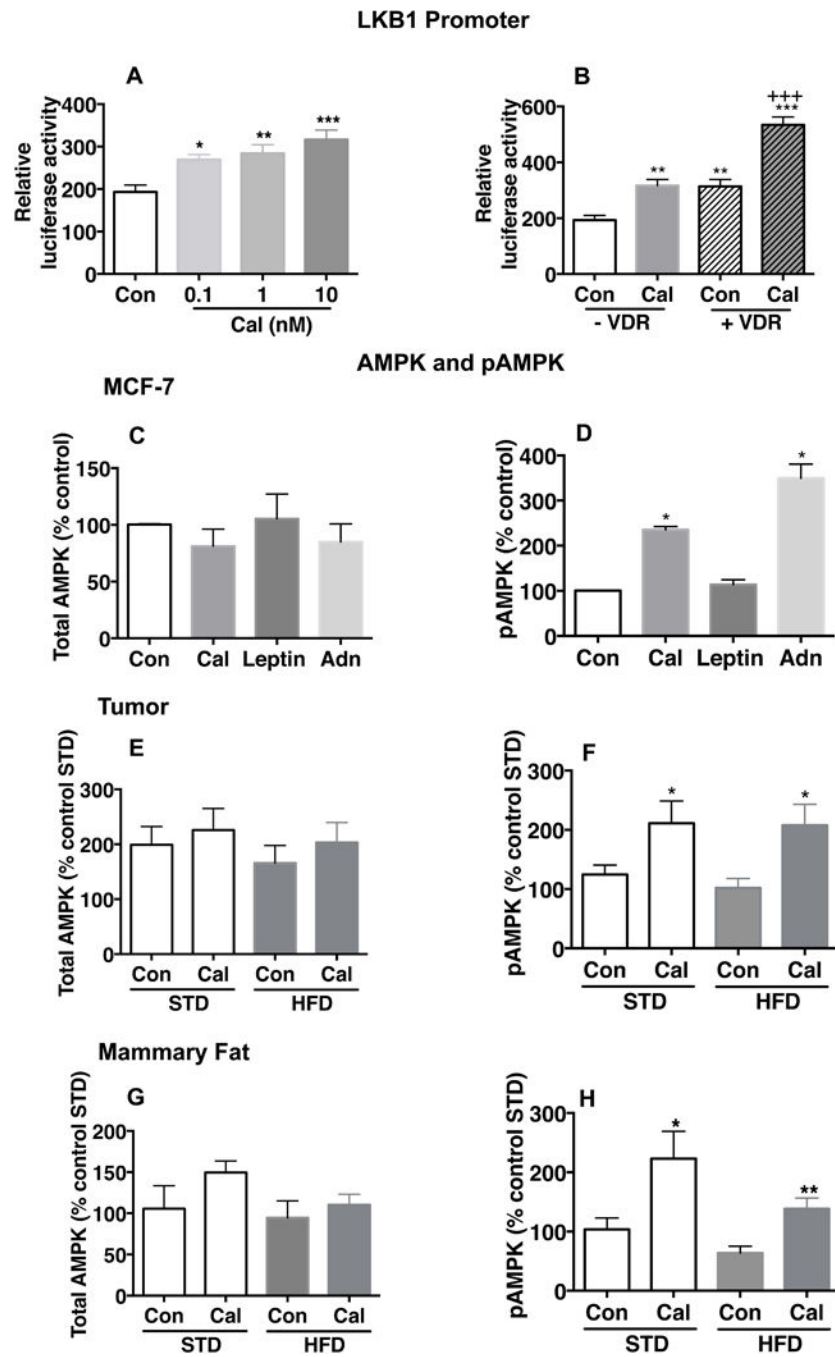 LKB1 Promoter
A
Relative
luciferase activity
400
300
200
100
0
*
**
***
Con
0.1
1
10
Cal (nM)
B
Relative
luciferase activity
600
400
200
0
**
**
+++
***
Con
Cal
Con
Cal
- VDR
+ VDR
AMPK and pAMPK
MCF-7
C
Total AMPK (% control)
150
100
50
0
Con
Cal
Leptin
Adn
D
pAMPK (% control)
400
300
200
100
0
*
*
Con
Cal
Leptin
Adn
Tumor
E
Total AMPK (% control STD)
300
200
100
0
Con
Cal
Con
Cal
STD
HFD
F
pAMPK (% control STD)
300
200
100
0
*
*
Con
Cal
Con
Cal
STD
HFD
Mammary Fat
G
Total AMPK (% control STD)
200
150
100
50
0
Con
Cal
Con
Cal
STD
HFD
H
pAMPK (% control STD)
300
200
100
0
*
**
Con
Cal
Con
Cal
STD
HFD